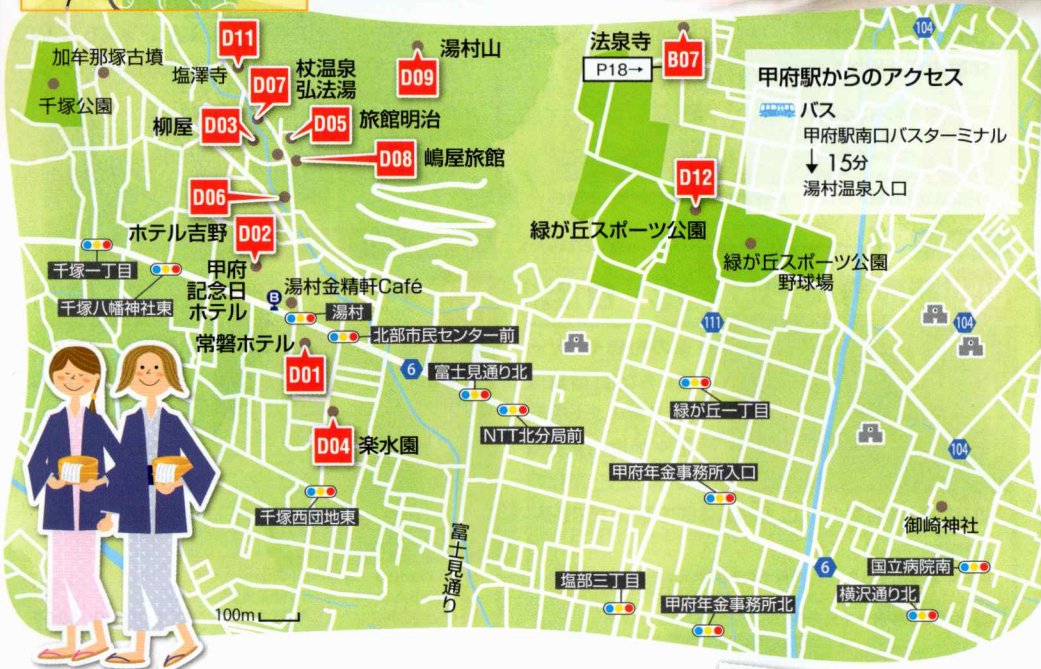 104
D11
加牟那塚古墳
塩澤寺
千塚公園
D07
杖温泉
弘法湯
D09
湯村山
法泉寺
P18→
B07
甲府駅からのアクセス
バス
甲府駅南口バスターミナル
↓ 15分
湯村温泉入口
柳屋
D03
D05
旅館明治
D08
嶋屋旅館
D12
緑が丘スポーツ公園
緑が丘スポーツ公園
野球場
D06
ホテル吉野
D02
甲府
記念日
ホテル
千塚一丁目
千塚八幡神社東
B
湯村金精軒Café
湯村
北部市民センター前
常磐ホテル
D01
6
富士見通り北
NTT北分局前
111
104
緑が丘一丁目
D04
楽水園
千塚西団地東
甲府年金事務所入口
104
御崎神社
富士見通り
6
国立病院南
横沢通り北
塩部三丁目
甲府年金事務所北
100m